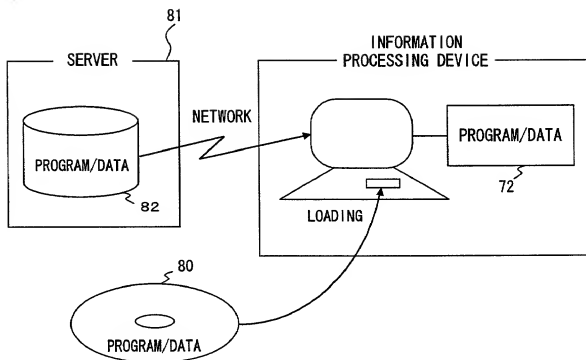 81
SERVER
INFORMATION
PROCESSING DEVICE
NETWORK
PROGRAM/DATA
PROGRAM/DATA
82
72
LOADING
80
PROGRAM/DATA